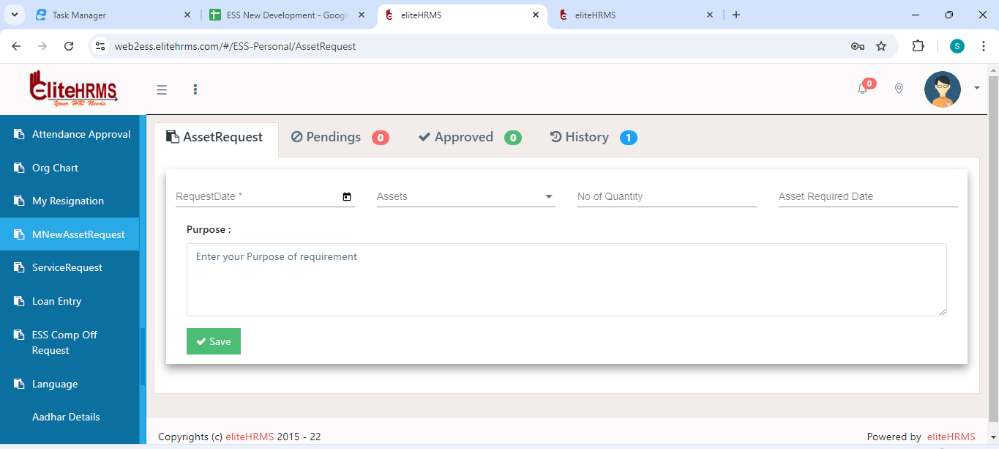 Task Manager
ESS New Development - Google
eliteHRMS
eliteHRMS
web2ess.elitehrms.com/#/ESS-Personal/AssetRequest
S
EliteHRMS
Your HR Needs
0
Attendance Approval
Org Chart
My Resignation
MNewAssetRequest
ServiceRequest
Loan Entry
ESS Comp Off
Request
Language
Aadhar Details
AssetRequest Pendings 0 Approved 0 History 1
RequestDate * Assets No of Quantity Asset Required Date
Purpose :
Enter your Purpose of requirement
Save
Copyrights (c) eliteHRMS 2015 - 22 Powered by eliteHRMS